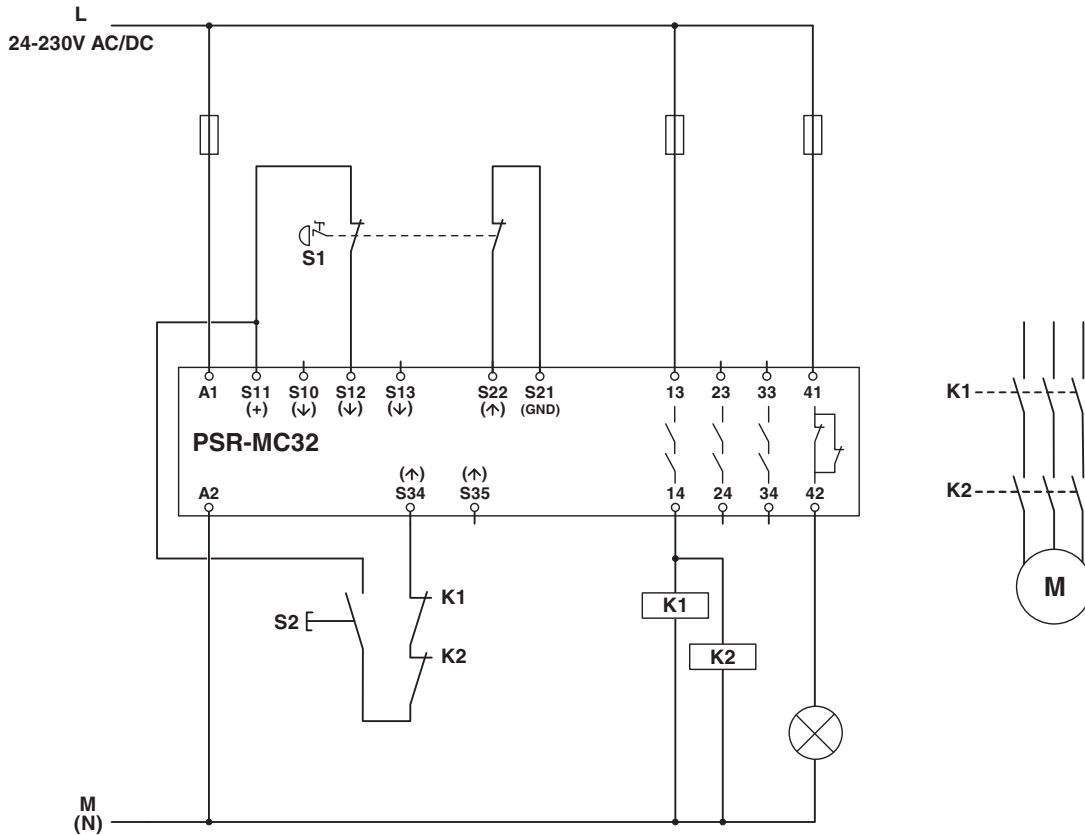 L
24-230V AC/DC
S1
A1 S11 S10 S12 S13 S22 S21 13 23 33 41
(+) (↓) (↓) (↓) (↑) (GND)
PSR-MC32
(↑) (↑)
A2 S34 S35 14 24 34 42
K1
K2
M
S2
K1
K2
K1
K2
M
(N)